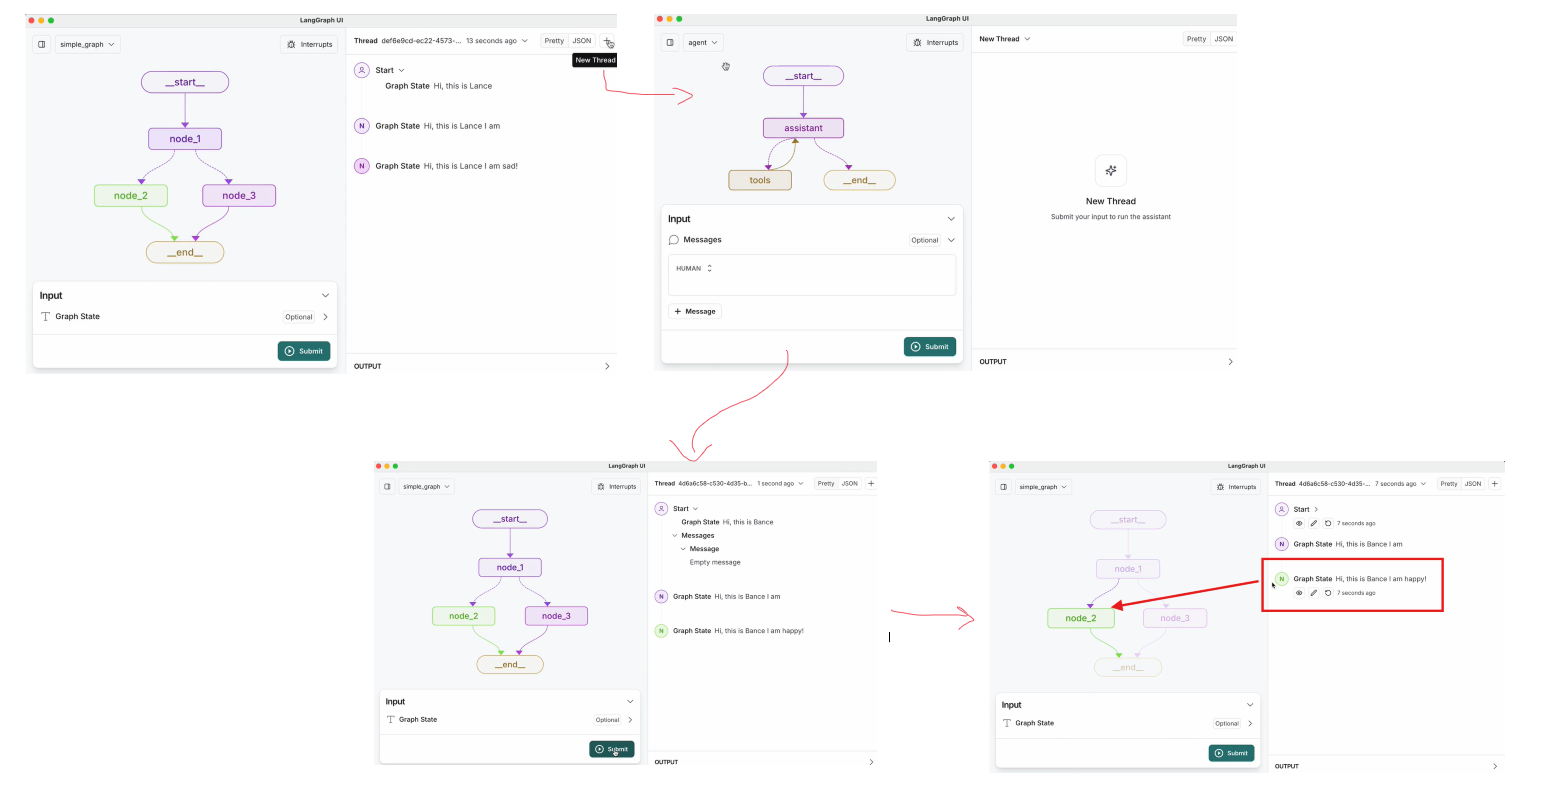 LangGraph UI
simple_graph
Interrupts
Thread def6e9cd-ec22-4573-... 13 seconds ago
Pretty JSON +
New Thread
__start__
node_1
node_2
node_3
__end__
Start
Graph State Hi, this is Lance
N Graph State Hi, this is Lance I am
N Graph State Hi, this is Lance I am sad!
Input
Graph State
Optional
Submit
OUTPUT
LangGraph UI
agent
Interrupts
New Thread
Pretty JSON
__start__
assistant
tools
__end__
Input
Messages
Optional
HUMAN
+ Message
Submit
New Thread
Submit your input to run the assistant
OUTPUT
LangGraph UI
simple_graph
Interrupts
Thread 4d6a6c58-c530-4d35-b... 1 second ago
Pretty JSON +
__start__
node_1
node_2
node_3
__end__
Start
Graph State Hi, this is Bance
Messages
Message
Empty message
N Graph State Hi, this is Bance I am
N Graph State Hi, this is Bance I am happy!
Input
Graph State
Optional
Submit
OUTPUT
LangGraph UI
simple_graph
Interrupts
Thread 4d6a6c58-c530-4d35-... 7 seconds ago
Pretty JSON +
__start__
node_1
node_2
node_3
__end__
Start
7 seconds ago
N Graph State Hi, this is Bance I am
N Graph State Hi, this is Bance I am happy!
7 seconds ago
Input
Graph State
Optional
Submit
OUTPUT